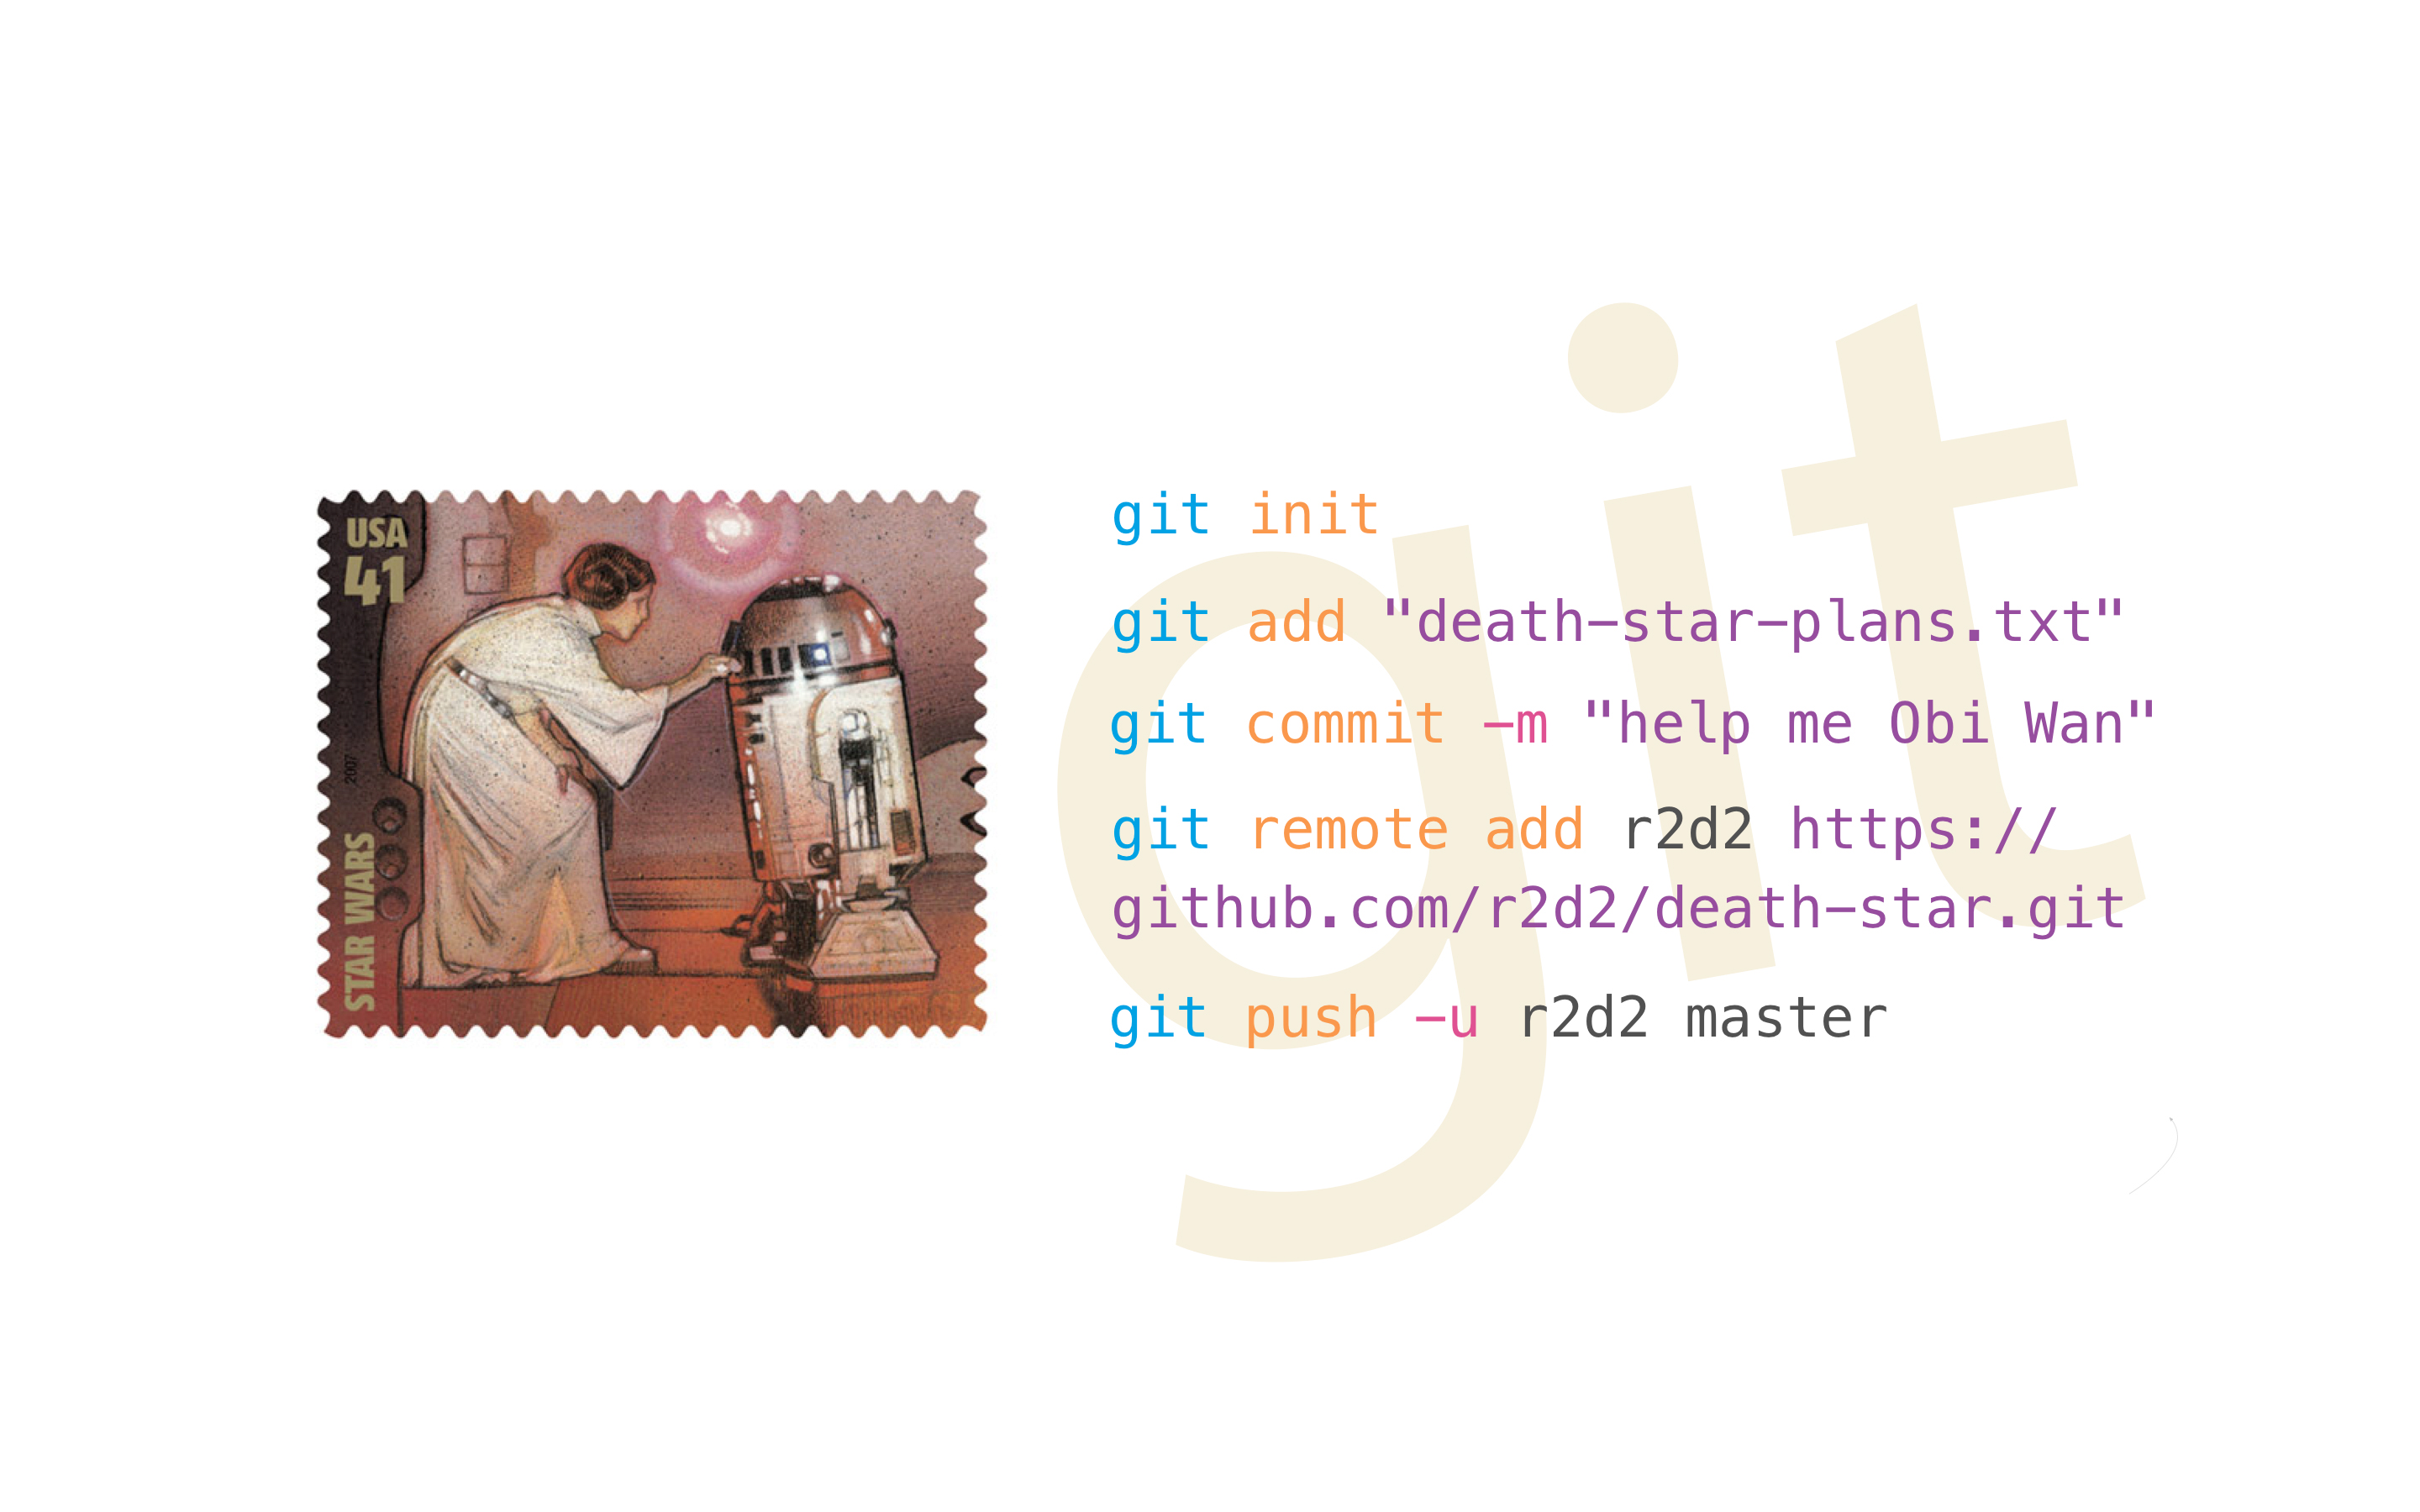 USA
41
2007
STAR WARS
git
git init
git add "death-star-plans.txt"
git commit -m "help me Obi Wan"
git remote add r2d2 https://
github.com/r2d2/death-star.git
git push -u r2d2 master